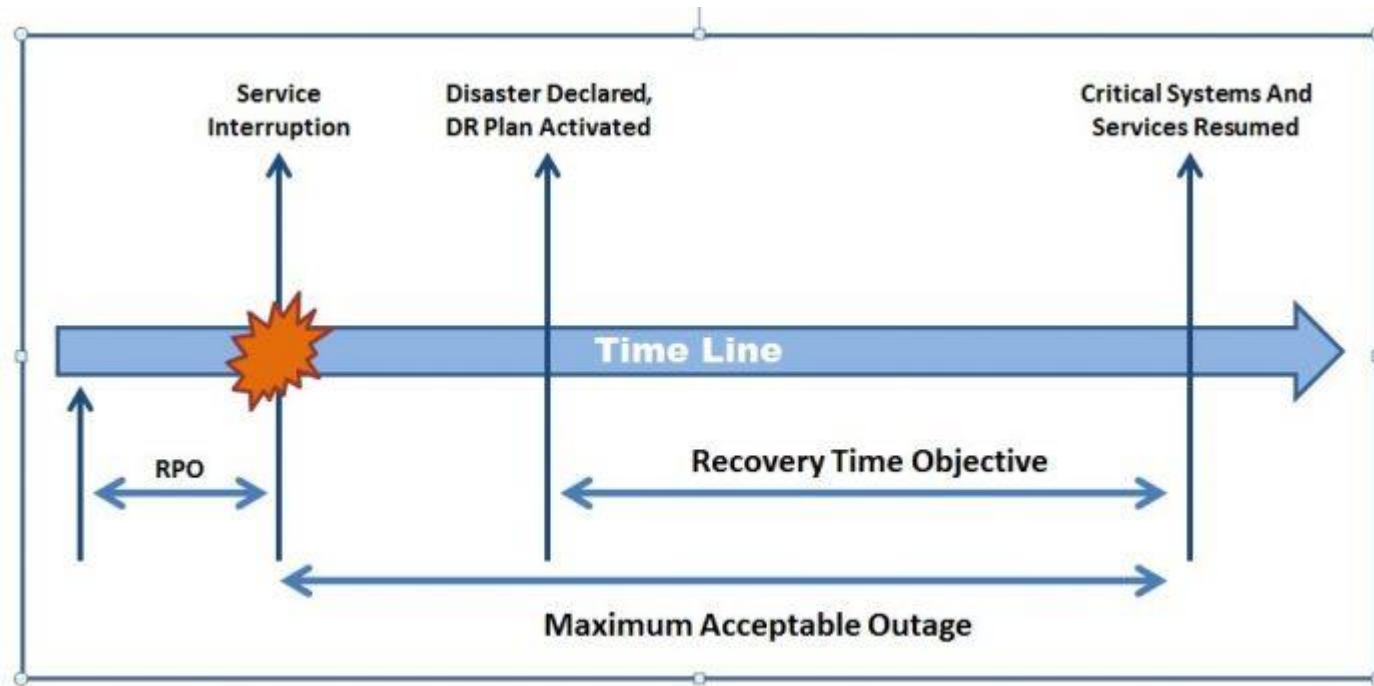 Service
Interruption
Disaster Declared,
DR Plan Activated
Critical Systems And
Services Resumed
Time Line
RPO
Recovery Time Objective
Maximum Acceptable Outage